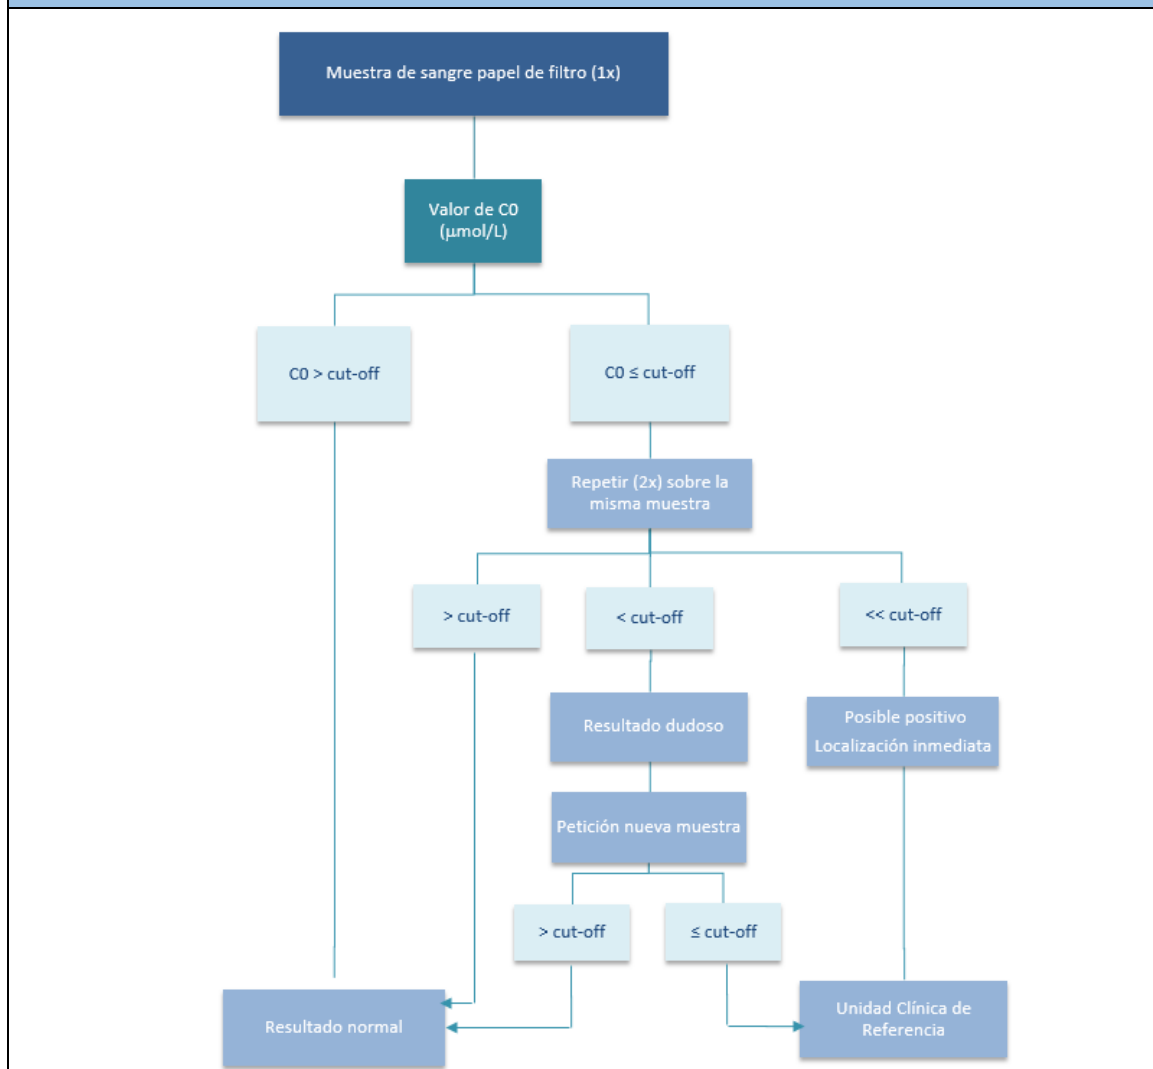 Muestra de sangre papel de filtro (1x)
Valor de C0
(µmol/L)
C0 > cut-off
C0 ≤ cut-off
Repetir (2x) sobre la
misma muestra
> cut-off
< cut-off
<< cut-off
Resultado dudoso
Posible positivo
Localización inmediata
Petición nueva muestra
> cut-off
≤ cut-off
Resultado normal
Unidad Clínica de
Referencia